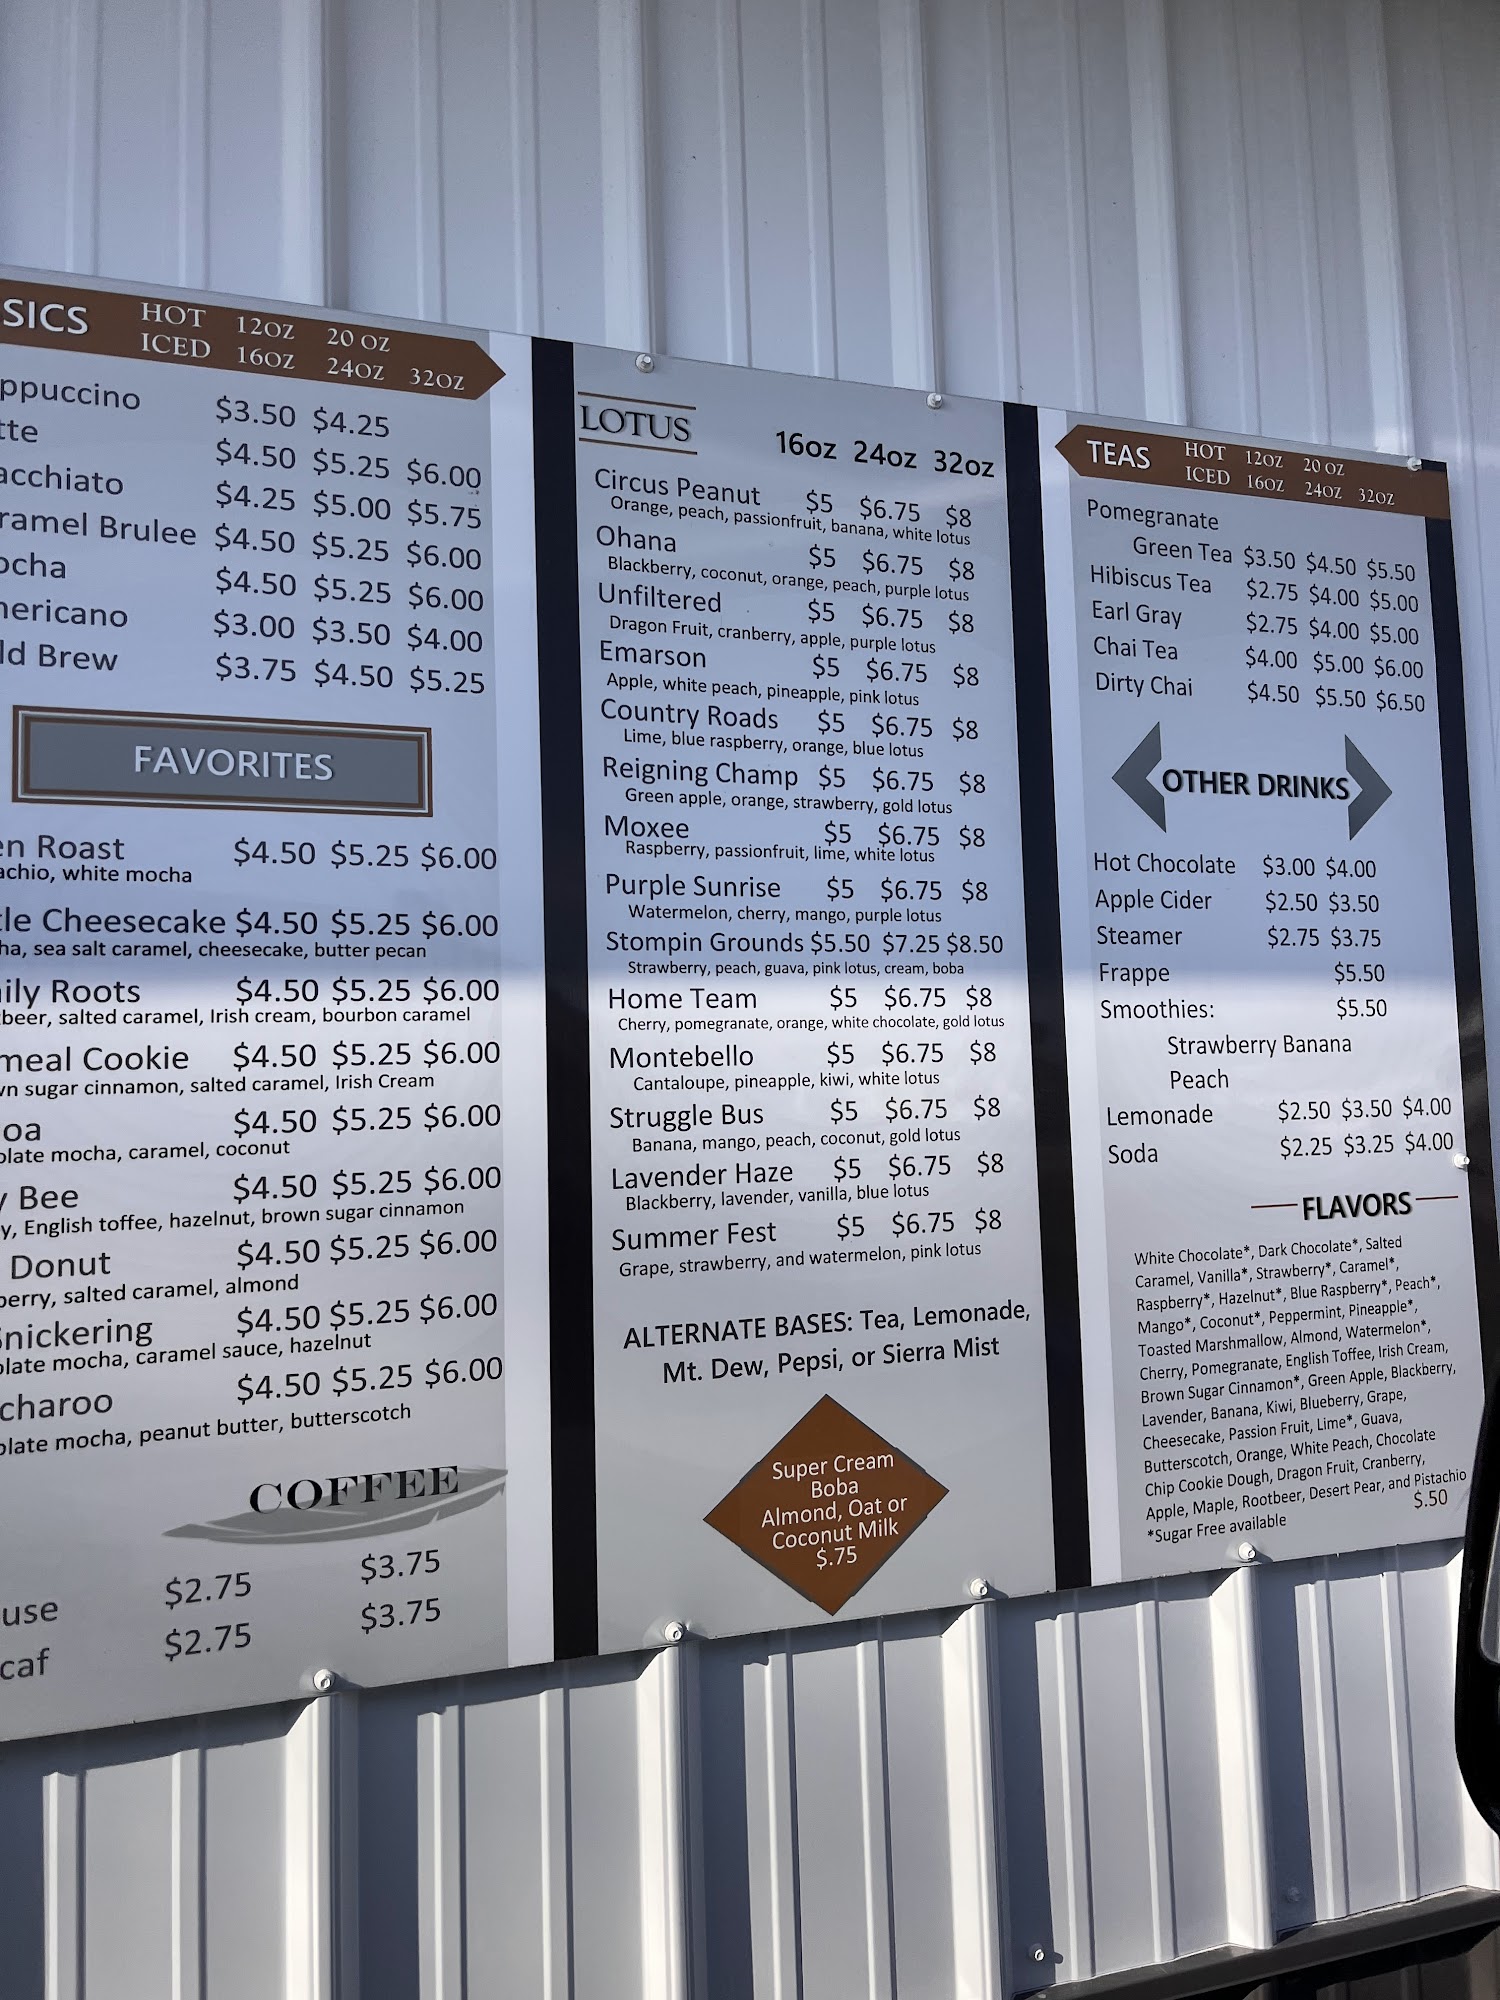 SICS HOT 12OZ 20 OZ
ICED 16OZ 24OZ 32OZ
ppuccino $3.50 $4.25
tte $4.50 $5.25 $6.00
acchiato $4.25 $5.00 $5.75
ramel Brulee $4.50 $5.25 $6.00
ocha $4.50 $5.25 $6.00
nericano $3.00 $3.50 $4.00
ld Brew $3.75 $4.50 $5.25
FAVORITES
en Roast $4.50 $5.25 $6.00
achio, white mocha
le Cheesecake $4.50 $5.25 $6.00
ha, sea salt caramel, cheesecake, butter pecan
ily Roots $4.50 $5.25 $6.00
beer, salted caramel, Irish cream, bourbon caramel
meal Cookie $4.50 $5.25 $6.00
wn sugar cinnamon, salted caramel, Irish Cream
oa $4.50 $5.25 $6.00
olate mocha, caramel, coconut
y Bee $4.50 $5.25 $6.00
y, English toffee, hazelnut, brown sugar cinnamon
Donut $4.50 $5.25 $6.00
berry, salted caramel, almond
Snickering $4.50 $5.25 $6.00
olate mocha, caramel sauce, hazelnut
charoo $4.50 $5.25 $6.00
olate mocha, peanut butter, butterscotch
COFFEE
use $2.75 $3.75
caf $2.75 $3.75
LOTUS 16oz 24oz 32oz
Circus Peanut $5 $6.75 $8
Orange, peach, passionfruit, banana, white lotus
Ohana $5 $6.75 $8
Blackberry, coconut, orange, peach, purple lotus
Unfiltered $5 $6.75 $8
Dragon Fruit, cranberry, apple, purple lotus
Emarson $5 $6.75 $8
Apple, white peach, pineapple, pink lotus
Country Roads $5 $6.75 $8
Lime, blue raspberry, orange, blue lotus
Reigning Champ $5 $6.75 $8
Green apple, orange, strawberry, gold lotus
Moxee $5 $6.75 $8
Raspberry, passionfruit, lime, white lotus
Purple Sunrise $5 $6.75 $8
Watermelon, cherry, mango, purple lotus
Stompin Grounds $5.50 $7.25 $8.50
Strawberry, peach, guava, pink lotus, cream, boba
Home Team $5 $6.75 $8
Cherry, pomegranate, orange, white chocolate, gold lotus
Montebello $5 $6.75 $8
Cantaloupe, pineapple, kiwi, white lotus
Struggle Bus $5 $6.75 $8
Banana, mango, peach, coconut, gold lotus
Lavender Haze $5 $6.75 $8
Blackberry, lavender, vanilla, blue lotus
Summer Fest $5 $6.75 $8
Grape, strawberry, and watermelon, pink lotus
ALTERNATE BASES: Tea, Lemonade,
Mt. Dew, Pepsi, or Sierra Mist
Super Cream
Boba
Almond, Oat or
Coconut Milk
$.75
TEAS HOT 12OZ 20 OZ
ICED 16OZ 24OZ 32OZ
Pomegranate
Green Tea $3.50 $4.50 $5.50
Hibiscus Tea $2.75 $4.00 $5.00
Earl Gray $2.75 $4.00 $5.00
Chai Tea $4.00 $5.00 $6.00
Dirty Chai $4.50 $5.50 $6.50
OTHER DRINKS
Hot Chocolate $3.00 $4.00
Apple Cider $2.50 $3.50
Steamer $2.75 $3.75
Frappe $5.50
Smoothies: $5.50
Strawberry Banana
Peach
Lemonade $2.50 $3.50 $4.00
Soda $2.25 $3.25 $4.00
FLAVORS
White Chocolate*, Dark Chocolate*, Salted
Caramel, Vanilla*, Strawberry*, Caramel*,
Raspberry*, Hazelnut*, Blue Raspberry*, Peach*,
Mango*, Coconut*, Peppermint, Pineapple*,
Toasted Marshmallow, Almond, Watermelon*,
Cherry, Pomegranate, English Toffee, Irish Cream,
Brown Sugar Cinnamon*, Green Apple, Blackberry,
Lavender, Banana, Kiwi, Blueberry, Grape,
Cheesecake, Passion Fruit, Lime*, Guava,
Butterscotch, Orange, White Peach, Chocolate
Chip Cookie Dough, Dragon Fruit, Cranberry,
Apple, Maple, Rootbeer, Desert Pear, and Pistachio
*Sugar Free available $.50